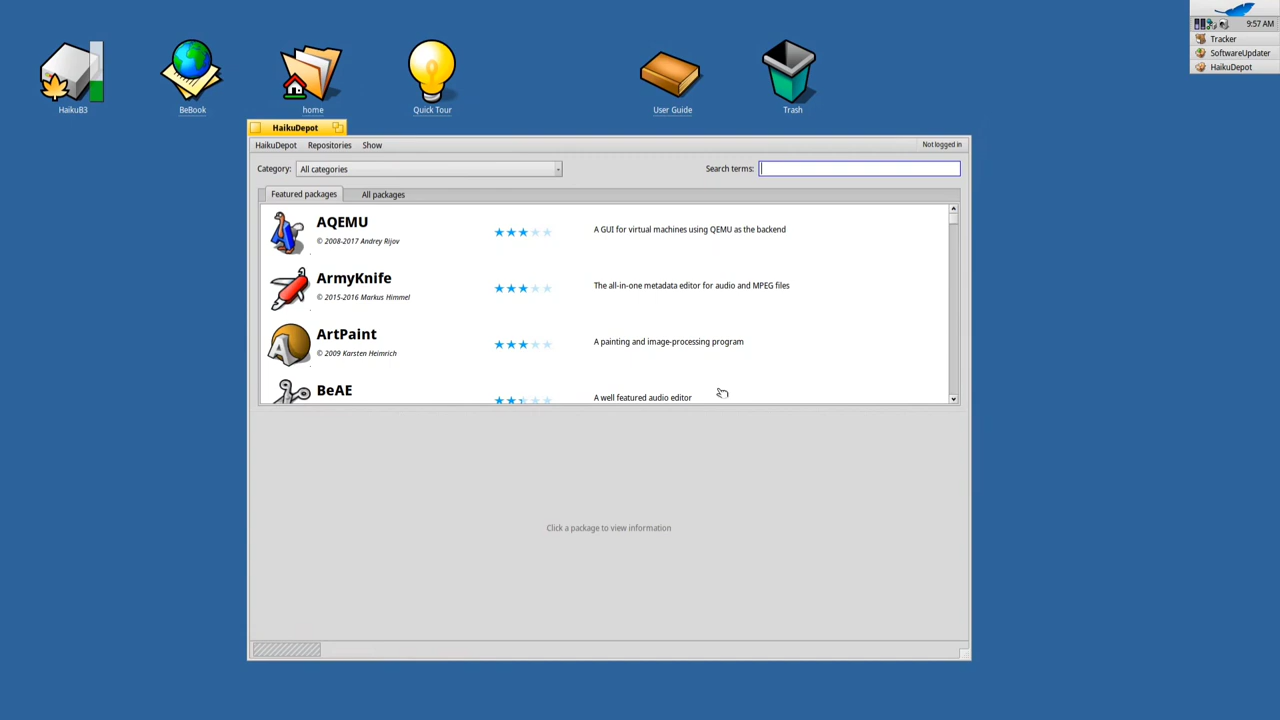 9:57 AM
Tracker
SoftwareUpdater
HaikuDepot
HaikuB3
BeBook
home
Quick Tour
User Guide
Trash
HaikuDepot
HaikuDepot Repositories Show Not logged in
Category: All categories Search terms:
Featured packages All packages
AQEMU
© 2008-2017 Andrey Rijov
A GUI for virtual machines using QEMU as the backend
ArmyKnife
© 2015-2016 Markus Himmel
The all-in-one metadata editor for audio and MPEG files
ArtPaint
© 2009 Karsten Heimrich
A painting and image-processing program
BeAE
A well featured audio editor
Click a package to view information